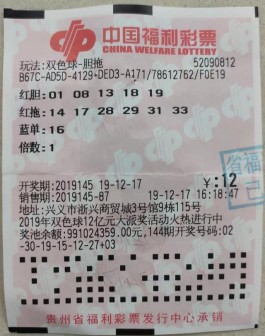 中国福利彩票
CHINA WELFARE LOTTERY
玩法:双色球-胆拖 52090812
B67C-AD5D-4129-DED3-A171/78612762/F0E19
红胆:01 08 13 18 19
红拖:14 17 28 29 31 33
蓝单:16
倍数:1
开奖期:2019145 19-12-17 ¥:12
销售期:2019145-87 19-12-17 16:18:47
地址:兴义市浙兴商贸城3号馆9栋115号
2019年双色球12亿元大派奖活动火热进行中
奖池余额:991024359.00元,144期开奖号码:02
-30-19-15-12-27+03
省福
贵州省福利彩票发行中心承销